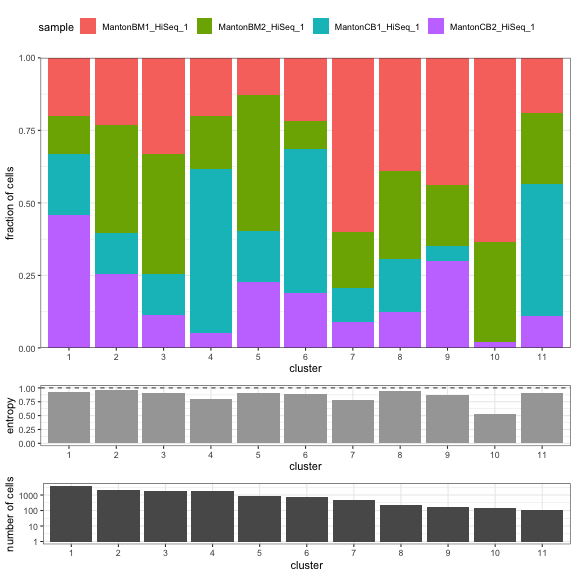 sample MantonBM1_HiSeq_1 MantonBM2_HiSeq_1 MantonCB1_HiSeq_1 MantonCB2_HiSeq_1
fraction of cells
1.00
0.75
0.50
0.25
0.00
1 2 3 4 5 6 7 8 9 10 11
cluster
entropy
1.00
0.75
0.50
0.25
0.00
1 2 3 4 5 6 7 8 9 10 11
cluster
number of cells
1000
100
10
1
1 2 3 4 5 6 7 8 9 10 11
cluster